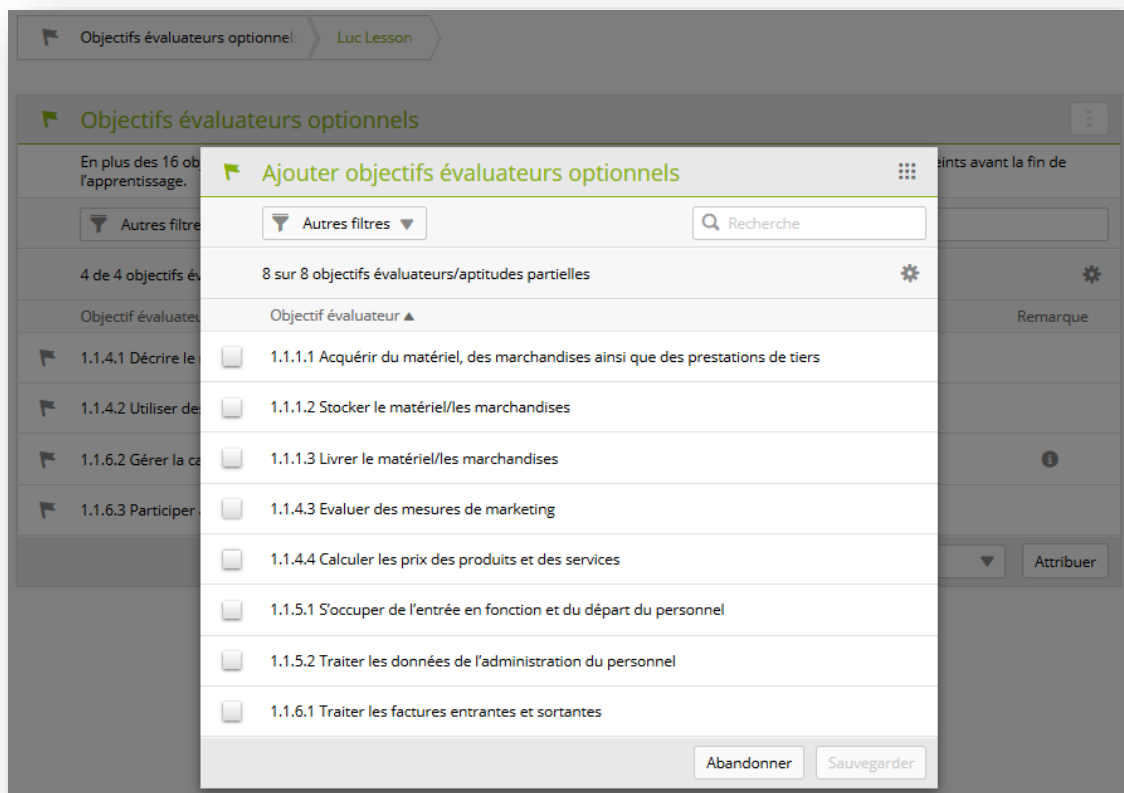 Objectifs évaluateurs optionnel
Luc Lesson
Objectifs évaluateurs optionnels
En plus des 16 ob
eints avant la fin de
l'apprentissage.
Autres filtre
4 de 4 objectifs év
Objectif évaluateu
Remarque
1.1.4.1 Décrire le
1.1.4.2 Utiliser de
1.1.6.2 Gérer la ca
1.1.6.3 Participer
Attribuer
Ajouter objectifs évaluateurs optionnels
Autres filtres
Recherche
8 sur 8 objectifs évaluateurs/aptitudes partielles
Objectif évaluateur
1.1.1.1 Acquérir du matériel, des marchandises ainsi que des prestations de tiers
1.1.1.2 Stocker le matériel/les marchandises
1.1.1.3 Livrer le matériel/les marchandises
1.1.4.3 Evaluer des mesures de marketing
1.1.4.4 Calculer les prix des produits et des services
1.1.5.1 S'occuper de l'entrée en fonction et du départ du personnel
1.1.5.2 Traiter les données de l'administration du personnel
1.1.6.1 Traiter les factures entrantes et sortantes
Abandonner
Sauvegarder